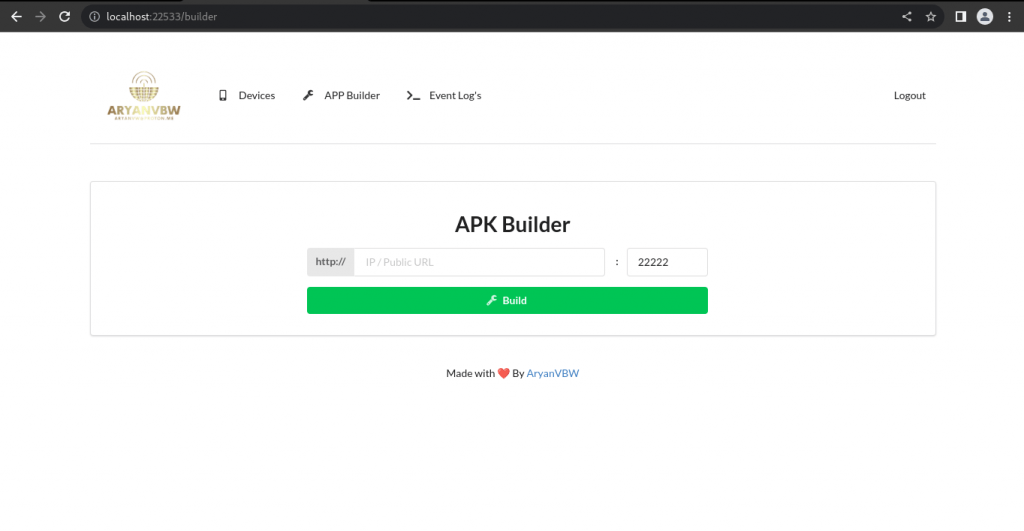 localhost:22533/builder
ARYANVBW
Devices
APP Builder
Event Log's
Logout
APK Builder
http://
IP / Public URL
:
22222
Build
Made with ❤️ By AryanVBW